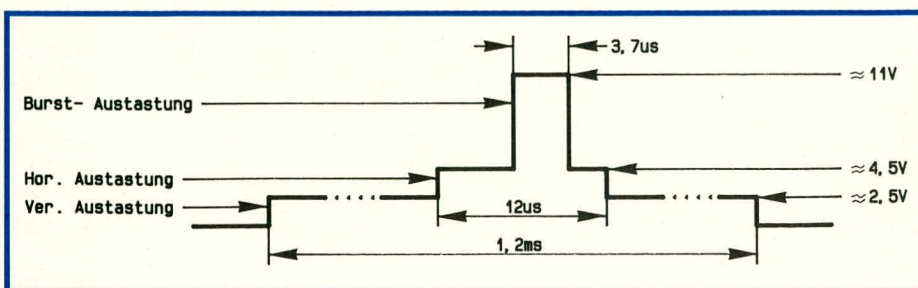 3,7us
≈ 11V
Burst- Austastung
Hor. Austastung
≈ 4,5V
Ver. Austastung
≈ 2,5V
12us
1,2ms